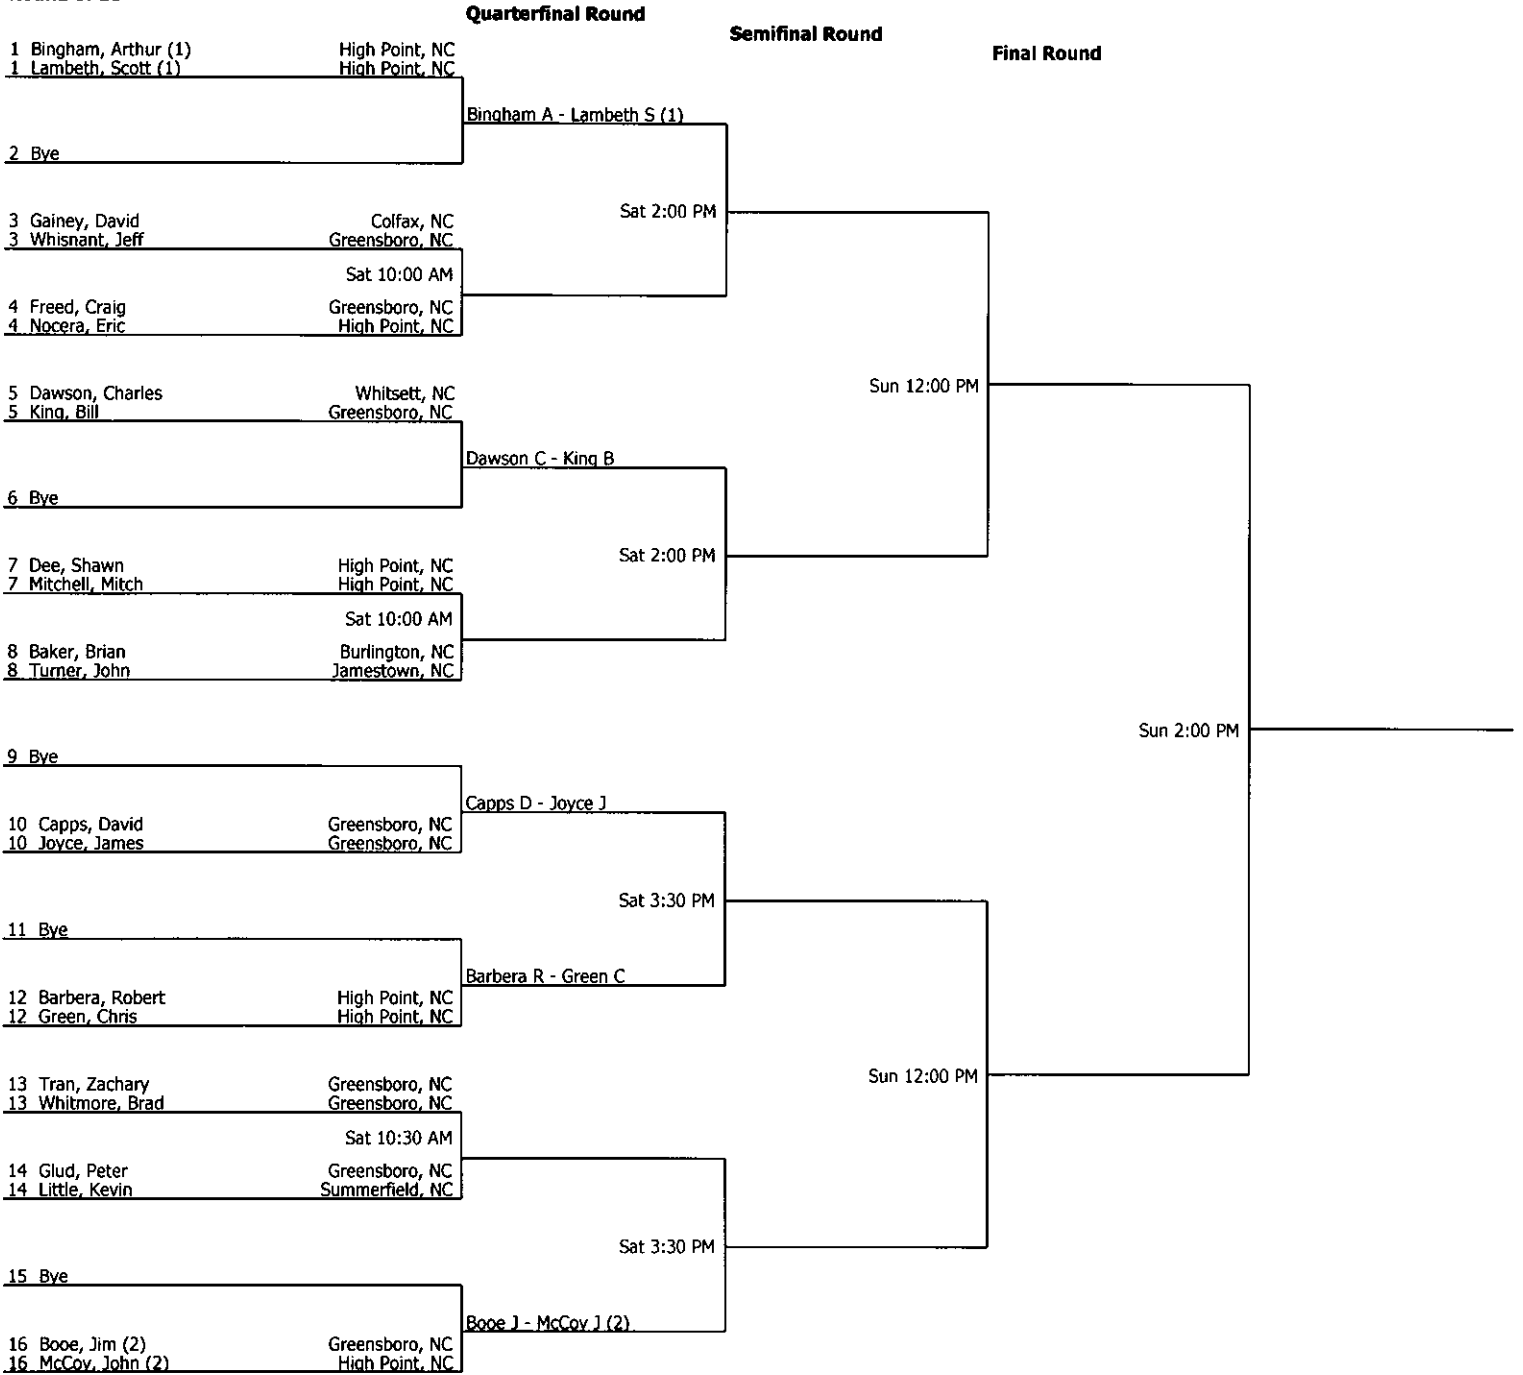 Quarterfinal Round
Semifinal Round
Final Round
1 Bingham, Arthur (1) High Point, NC
1 Lambeth, Scott (1) High Point, NC
Bingham A - Lambeth S (1)
2 Bye
Sat 2:00 PM
3 Gainey, David Colfax, NC
3 Whisnant, Jeff Greensboro, NC
Sat 10:00 AM
4 Freed, Craig Greensboro, NC
4 Nocera, Eric High Point, NC
Sun 12:00 PM
5 Dawson, Charles Whitsett, NC
5 King, Bill Greensboro, NC
Dawson C - King B
6 Bye
Sat 2:00 PM
7 Dee, Shawn High Point, NC
7 Mitchell, Mitch High Point, NC
Sat 10:00 AM
8 Baker, Brian Burlington, NC
8 Turner, John Jamestown, NC
Sun 2:00 PM
9 Bye
Capps D - Joyce J
10 Capps, David Greensboro, NC
10 Joyce, James Greensboro, NC
Sat 3:30 PM
11 Bye
Barbera R - Green C
12 Barbera, Robert High Point, NC
12 Green, Chris High Point, NC
Sun 12:00 PM
13 Tran, Zachary Greensboro, NC
13 Whitmore, Brad Greensboro, NC
Sat 10:30 AM
14 Glud, Peter Greensboro, NC
14 Little, Kevin Summerfield, NC
Sat 3:30 PM
15 Bye
Booe J - McCoy J (2)
16 Booe, Jim (2) Greensboro, NC
16 McCoy, John (2) High Point, NC